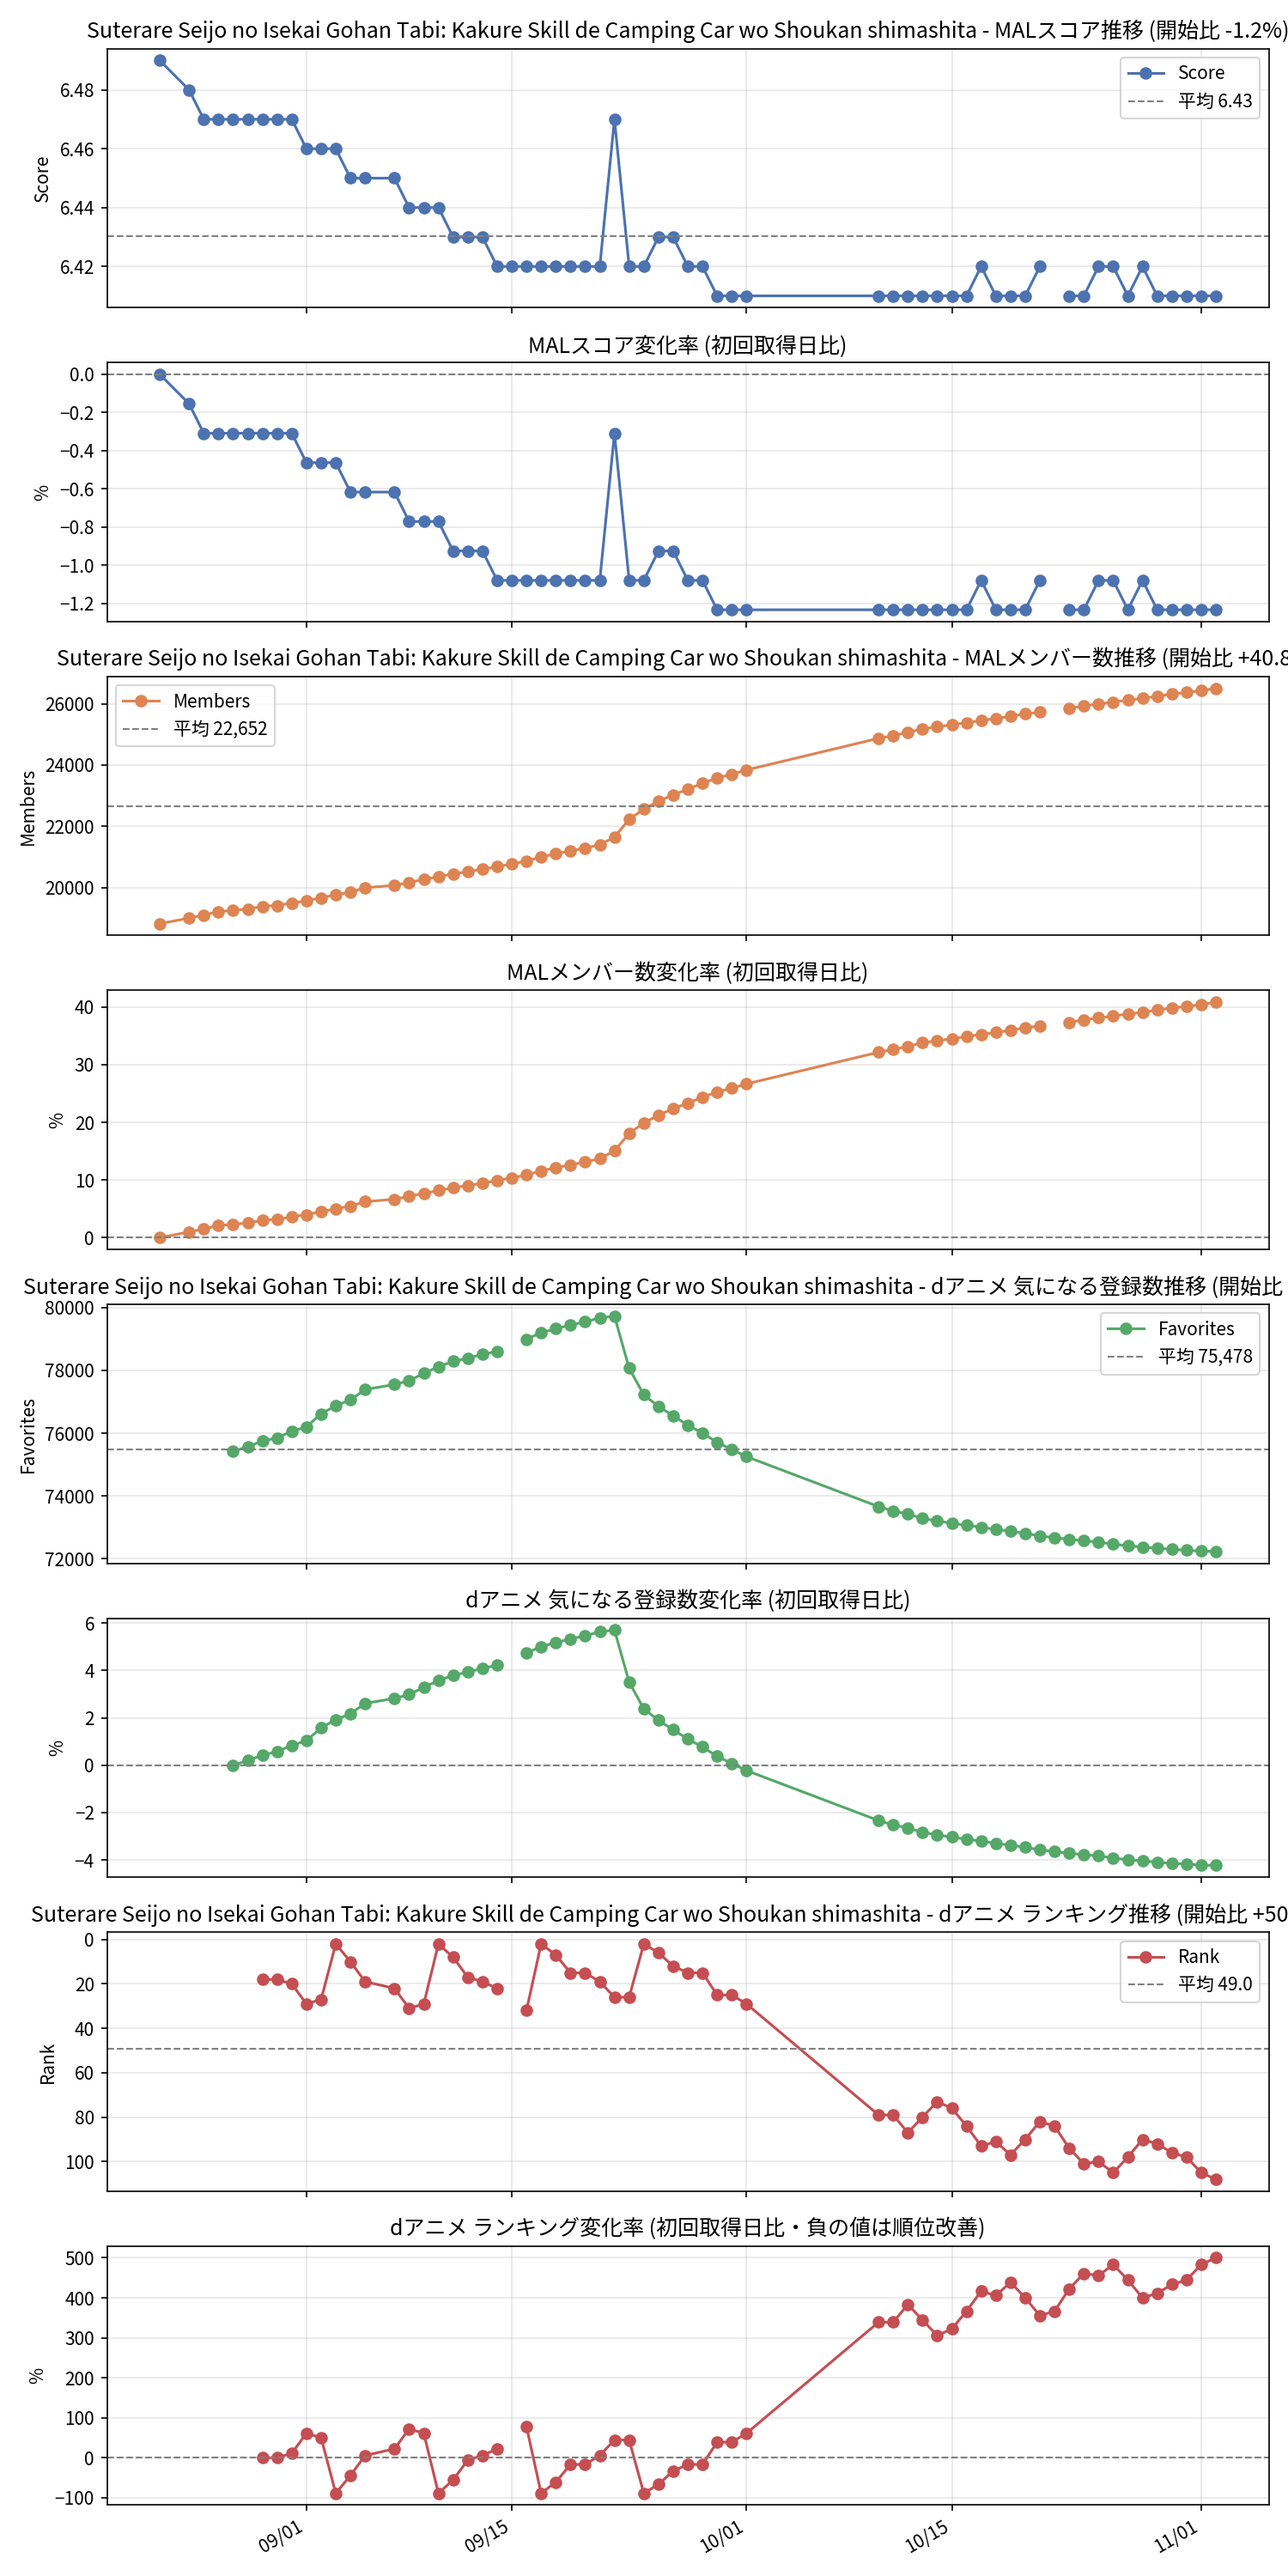 Suterare Seijo no Isekai Gohan Tabi: Kakure Skill de Camping Car wo Shoukan shimashita - MALスコア推移 (開始比 -1.2%)
Score
平均 6.43
6.48
6.46
6.44
6.42
Score
MALスコア変化率 (初回取得日比)
0.0
−0.2
−0.4
−0.6
−0.8
−1.0
−1.2
%
Suterare Seijo no Isekai Gohan Tabi: Kakure Skill de Camping Car wo Shoukan shimashita - MALメンバー数推移 (開始比 +40.8
Members
平均 22,652
26000
24000
22000
20000
Members
MALメンバー数変化率 (初回取得日比)
40
30
20
10
0
%
Suterare Seijo no Isekai Gohan Tabi: Kakure Skill de Camping Car wo Shoukan shimashita - dアニメ 気になる登録数推移 (開始比
Favorites
平均 75,478
80000
78000
76000
74000
72000
Favorites
dアニメ 気になる登録数変化率 (初回取得日比)
6
4
2
0
−2
−4
%
Suterare Seijo no Isekai Gohan Tabi: Kakure Skill de Camping Car wo Shoukan shimashita - dアニメ ランキング推移 (開始比 +50
Rank
平均 49.0
0
20
40
60
80
100
Rank
dアニメ ランキング変化率 (初回取得日比・負の値は順位改善)
500
400
300
200
100
0
−100
%
09/01
09/15
10/01
10/15
11/01